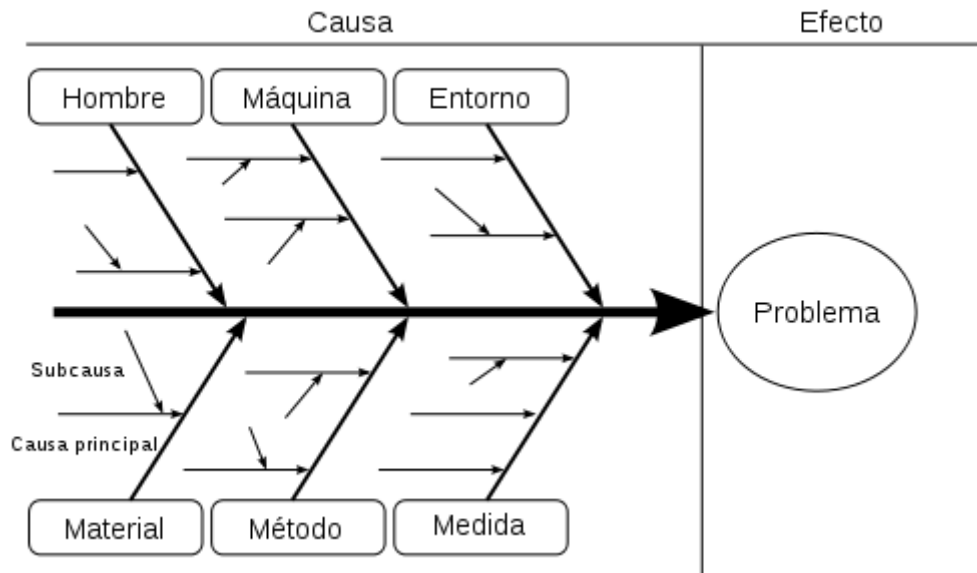 Causa
Efecto
Hombre
Máquina
Entorno
Problema
Subcausa
Causa principal
Material
Método
Medida